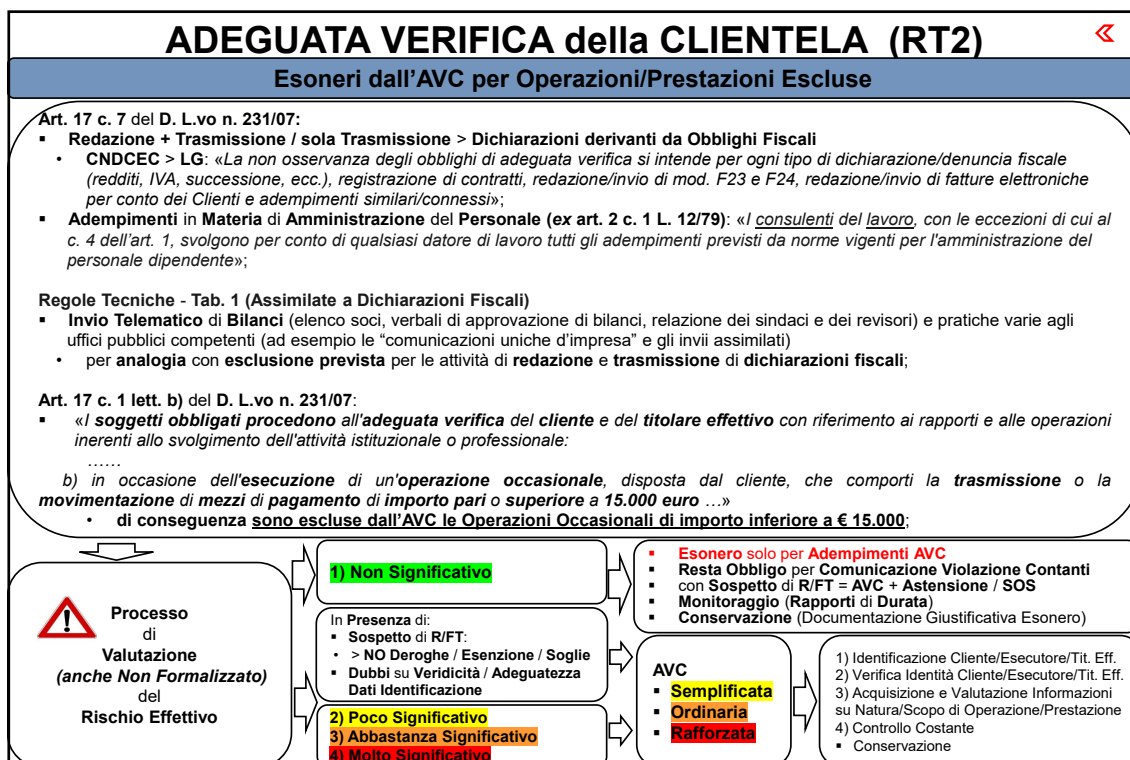 ADEGUATA VERIFICA della CLIENTELA (RT2)
Esoneri dall'AVC per Operazioni/Prestazioni Escluse
Art. 17 c. 7 del D. L.vo n. 231/07:
▪ Redazione + Trasmissione / sola Trasmissione > Dichiarazioni derivanti da Obblighi Fiscali
• CNDCEC > LG: «La non osservanza degli obblighi di adeguata verifica si intende per ogni tipo di dichiarazione/denuncia fiscale
(redditi, IVA, successione, ecc.), registrazione di contratti, redazione/invio di mod. F23 e F24, redazione/invio di fatture elettroniche
per conto dei Clienti e adempimenti similari/connessi»;
▪ Adempimenti in Materia di Amministrazione del Personale (ex art. 2 c. 1 L. 12/79): «I consulenti del lavoro, con le eccezioni di cui al
c. 4 dell'art. 1, svolgono per conto di qualsiasi datore di lavoro tutti gli adempimenti previsti da norme vigenti per l'amministrazione del
personale dipendente»;
Regole Tecniche - Tab. 1 (Assimilate a Dichiarazioni Fiscali)
▪ Invio Telematico di Bilanci (elenco soci, verbali di approvazione di bilanci, relazione dei sindaci e dei revisori) e pratiche varie agli
uffici pubblici competenti (ad esempio le “comunicazioni uniche d'impresa” e gli invii assimilati)
• per analogia con esclusione prevista per le attività di redazione e trasmissione di dichiarazioni fiscali;
Art. 17 c. 1 lett. b) del D. L.vo n. 231/07:
▪ «I soggetti obbligati procedono all'adeguata verifica del cliente e del titolare effettivo con riferimento ai rapporti e alle operazioni
inerenti allo svolgimento dell'attività istituzionale o professionale:
……
b) in occasione dell'esecuzione di un'operazione occasionale, disposta dal cliente, che comporti la trasmissione o la
movimentazione di mezzi di pagamento di importo pari o superiore a 15.000 euro …»
• di conseguenza sono escluse dall'AVC le Operazioni Occasionali di importo inferiore a € 15.000;
Processo
di
Valutazione
(anche Non Formalizzato)
del
Rischio Effettivo
1) Non Significativo
▪ Esonero solo per Adempimenti AVC
▪ Resta Obbligo per Comunicazione Violazione Contanti
con Sospetto di R/FT = AVC + Astensione / SOS
▪ Monitoraggio (Rapporti di Durata)
▪ Conservazione (Documentazione Giustificativa Esonero)
In Presenza di:
▪ Sospetto di R/FT:
• > NO Deroghe / Esenzione / Soglie
▪ Dubbi su Veridicità / Adeguatezza
Dati Identificazione
2) Poco Significativo
3) Abbastanza Significativo
4) Molto Significativo
AVC
▪ Semplificata
▪ Ordinaria
▪ Rafforzata
1) Identificazione Cliente/Esecutore/Tit. Eff.
2) Verifica Identità Cliente/Esecutore/Tit. Eff.
3) Acquisizione e Valutazione Informazioni
su Natura/Scopo di Operazione/Prestazione
4) Controllo Costante
▪ Conservazione